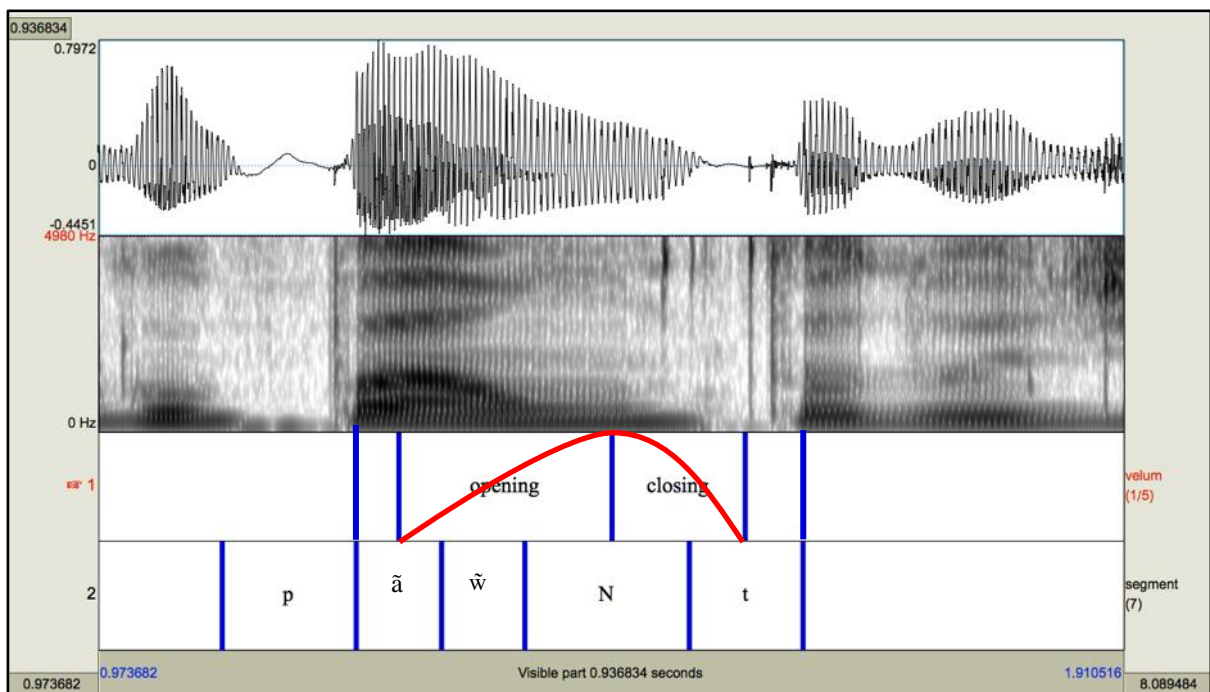 0.936834
0.7972
0
-0.4451
4980 Hz
0 Hz
1 opening closing velum
(1/5)
2 p ã w̃ N t segment
(7)
0.973682 Visible part 0.936834 seconds 1.910516
0.973682 8.089484